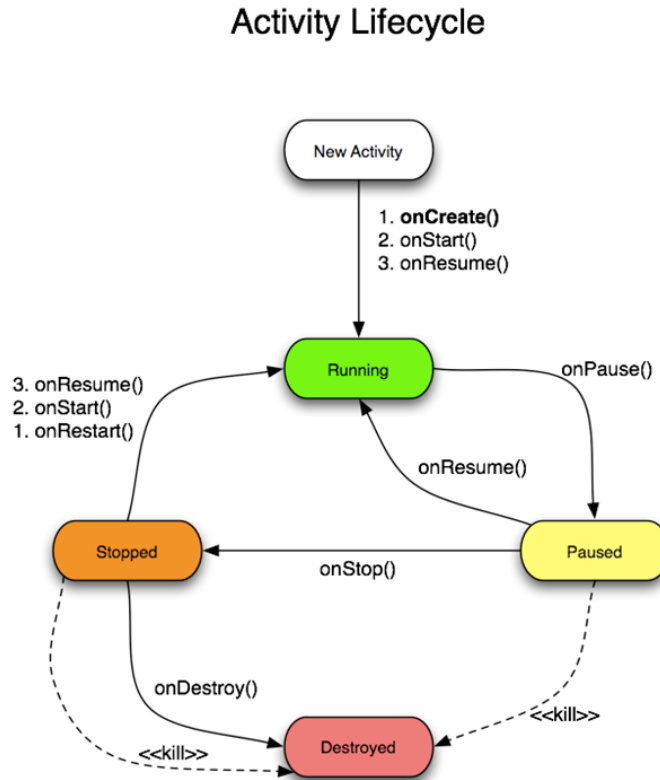 Activity Lifecycle
New Activity
1. onCreate()
2. onStart()
3. onResume()
Running
onPause()
3. onResume()
2. onStart()
1. onRestart()
onResume()
Stopped
Paused
onStop()
onDestroy()
<<kill>>
<<kill>>
Destroyed